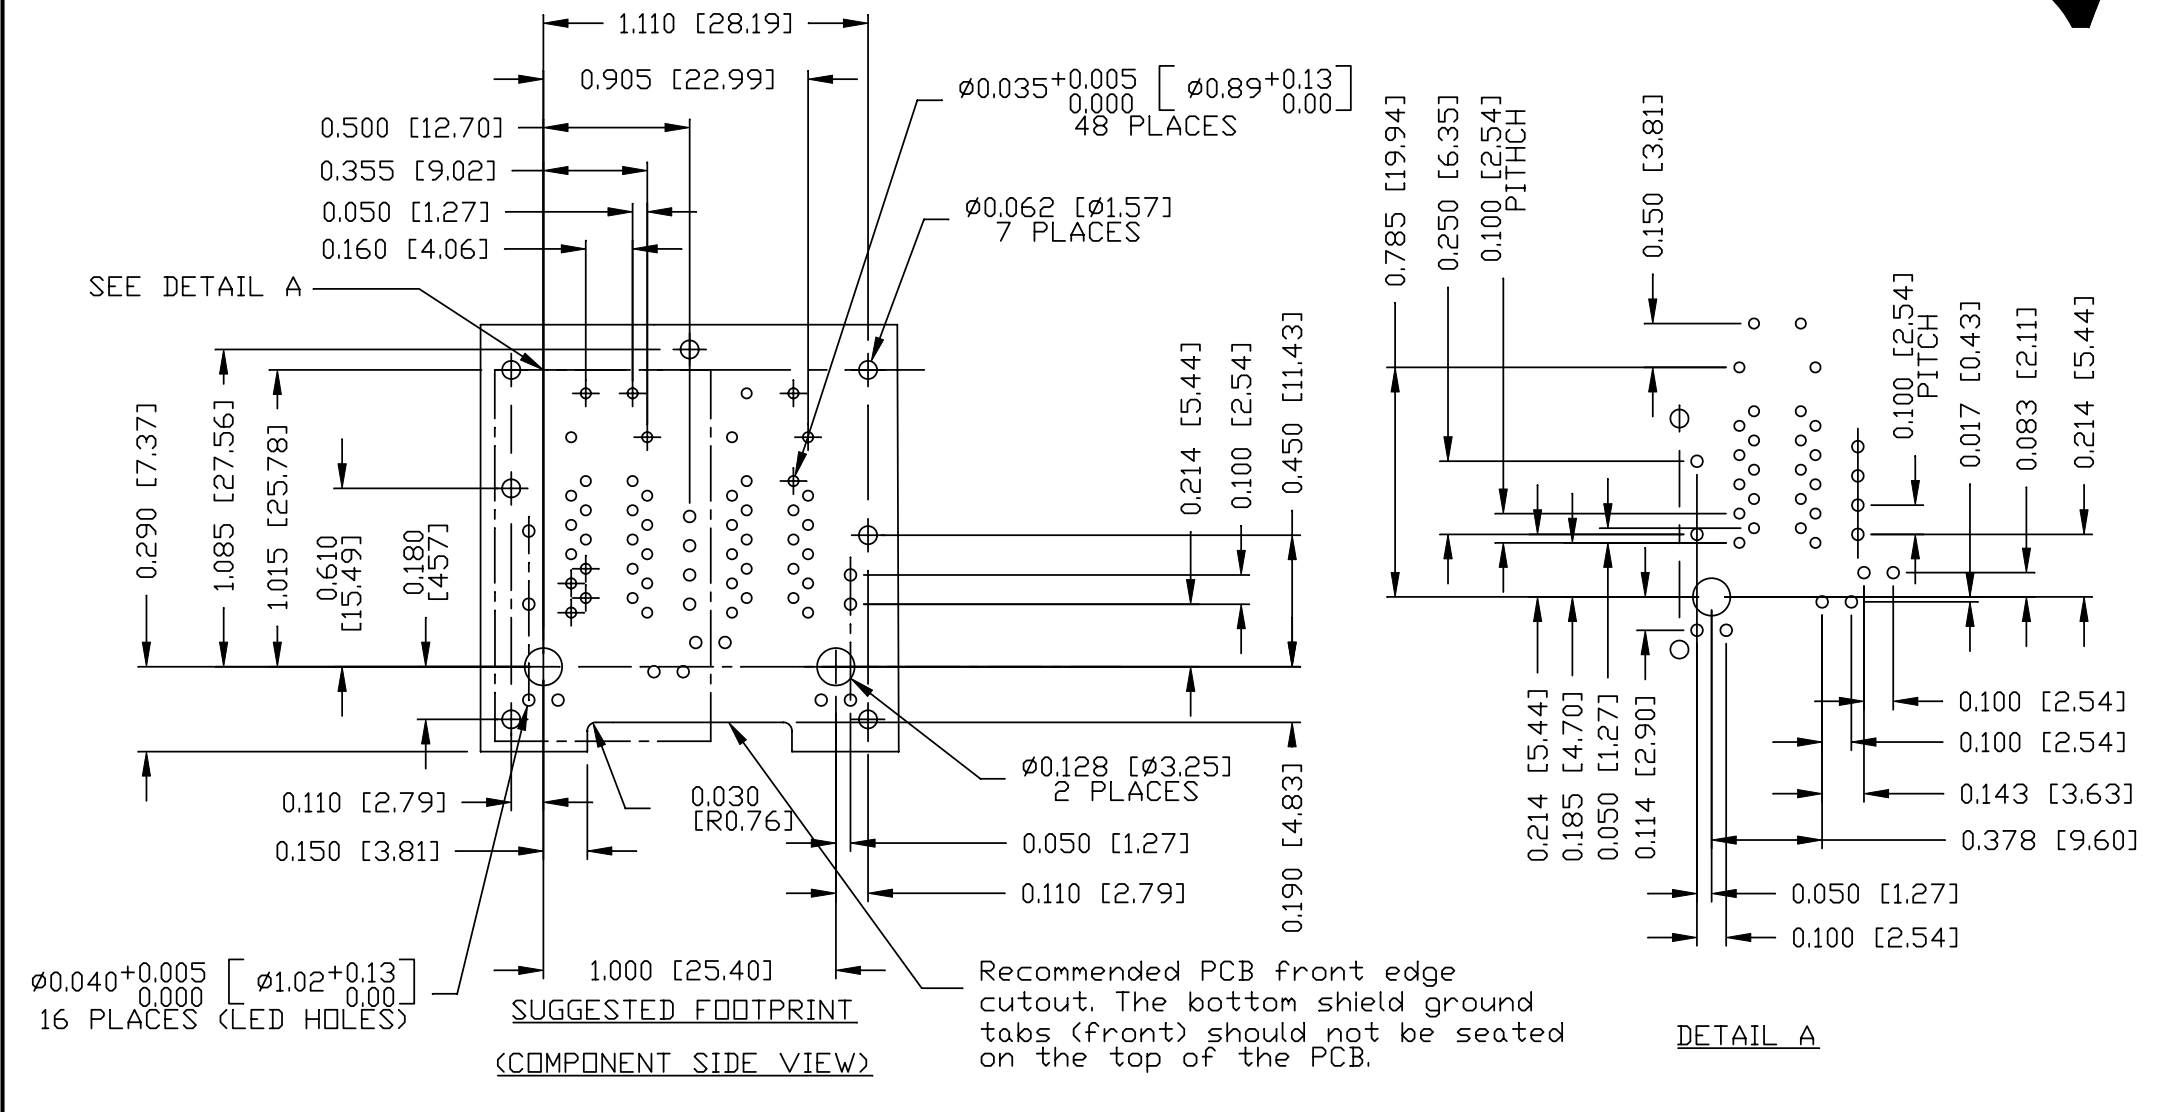 1.110 [28.19]
0.905 [22.99]
0.500 [12.70]
0.355 [9.02]
0.050 [1.27]
0.160 [4.06]
SEE DETAIL A
ø0.035+0.005 [ ø0.89+0.13 ]
0.000 0.00
48 PLACES
ø0.062 [ø1.57]
7 PLACES
0.290 [7.37]
1.085 [27.56]
1.015 [25.78]
0.610
[15.49]
0.180
[457]
0.214 [5.44]
0.100 [2.54]
0.450 [11.43]
0.110 [2.79]
0.150 [3.81]
0.030
[R0.76]
ø0.128 [ø3.25]
2 PLACES
0.050 [1.27]
0.110 [2.79]
0.190 [4.83]
1.000 [25.40]
ø0.040+0.005 [ ø1.02+0.13 ]
0.000 0.00
16 PLACES (LED HOLES)
SUGGESTED FOOTPRINT
(COMPONENT SIDE VIEW)
Recommended PCB front edge
cutout. The bottom shield ground
tabs (front) should not be seated
on the top of the PCB.
0.785 [19.94]
0.250 [6.35]
0.100 [2.54]
PITHCH
0.150 [3.81]
0.100 [2.54]
PITCH
0.017 [0.43]
0.083 [2.11]
0.214 [5.44]
0.214 [5.44]
0.185 [4.70]
0.050 [1.27]
0.114 [2.90]
0.100 [2.54]
0.100 [2.54]
0.143 [3.63]
0.378 [9.60]
0.050 [1.27]
0.100 [2.54]
DETAIL A